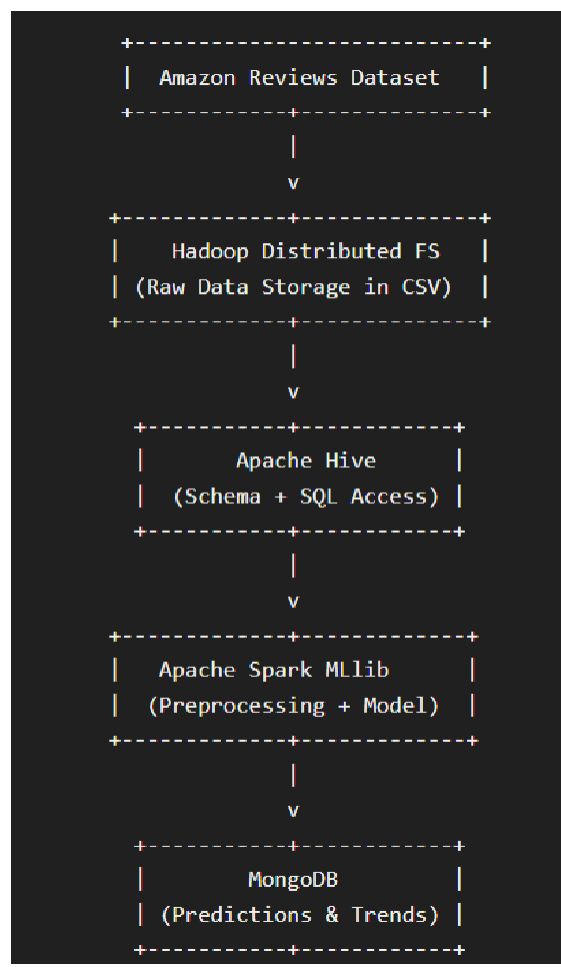 +---------------------------+
| Amazon Reviews Dataset |
+------------+--------------+
|
v
+-------------+--------------+
| Hadoop Distributed FS |
| (Raw Data Storage in CSV) |
+-------------+--------------+
|
v
+-----------+------------+
| Apache Hive |
| (Schema + SQL Access) |
+-----------+------------+
|
v
+-------------+-------------+
| Apache Spark MLlib |
| (Preprocessing + Model) |
+-------------+-------------+
|
v
+-----------+------------+
| MongoDB |
| (Predictions & Trends) |
+-----------+------------+